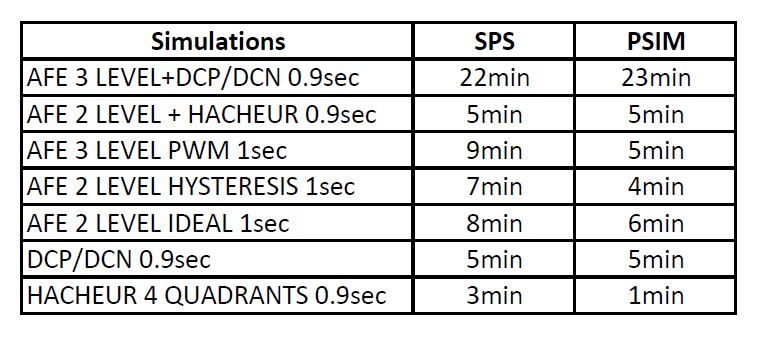 Simulations SPS PSIM
AFE 3 LEVEL+DCP/DCN 0.9sec 22min 23min
AFE 2 LEVEL + HACHEUR 0.9sec 5min 5min
AFE 3 LEVEL PWM 1sec 9min 5min
AFE 2 LEVEL HYSTERESIS 1sec 7min 4min
AFE 2 LEVEL IDEAL 1sec 8min 6min
DCP/DCN 0.9sec 5min 5min
HACHEUR 4 QUADRANTS 0.9sec 3min 1min